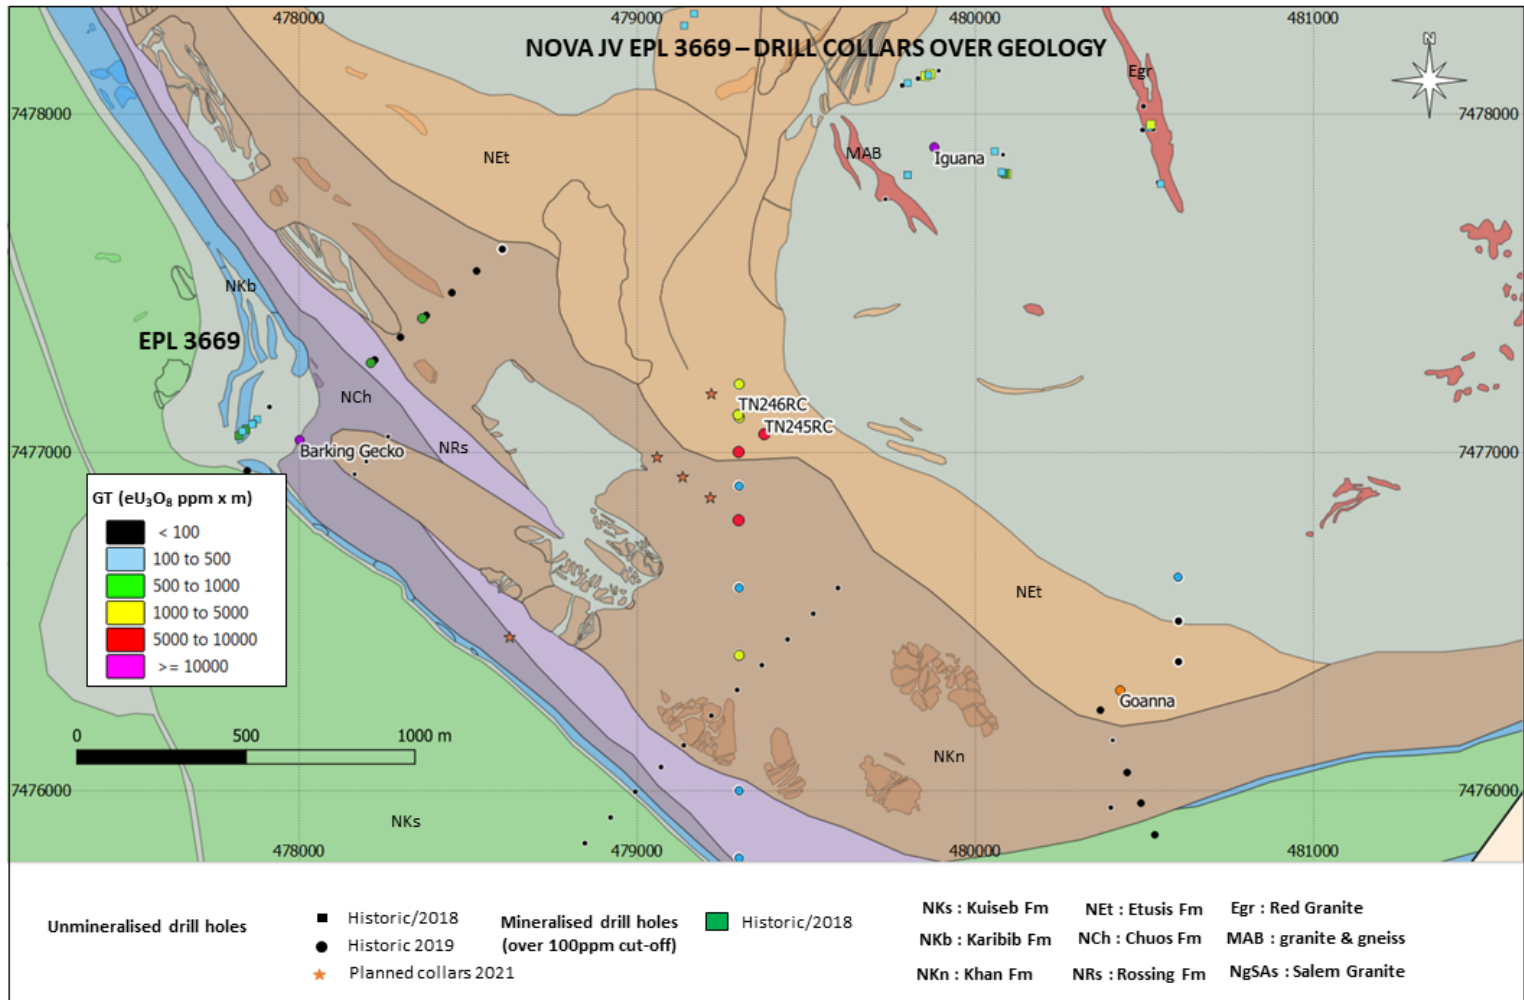 478000 479000 480000 481000
NOVA JV EPL 3669 – DRILL COLLARS OVER GEOLOGY
N
Egr
7478000 7478000
NEt
MAB
Iguana
NKb
EPL 3669
NCh
TN246RC
TN245RC
NRs
Barking Gecko
7477000 7477000
GT (eU₃O₈ ppm x m)
< 100
100 to 500
500 to 1000
1000 to 5000
5000 to 10000
>= 10000
NEt
Goanna
0 500 1000 m
NKn
7476000 7476000
NKs
478000 479000 480000 481000
Unmineralised drill holes
Historic/2018
Historic 2019
Planned collars 2021
Mineralised drill holes
(over 100ppm cut-off)
Historic/2018
NKs : Kuiseb Fm NEt : Etusis Fm Egr : Red Granite
NKb : Karibib Fm NCh : Chuos Fm MAB : granite & gneiss
NKn : Khan Fm NRs : Rossing Fm NgSAs : Salem Granite